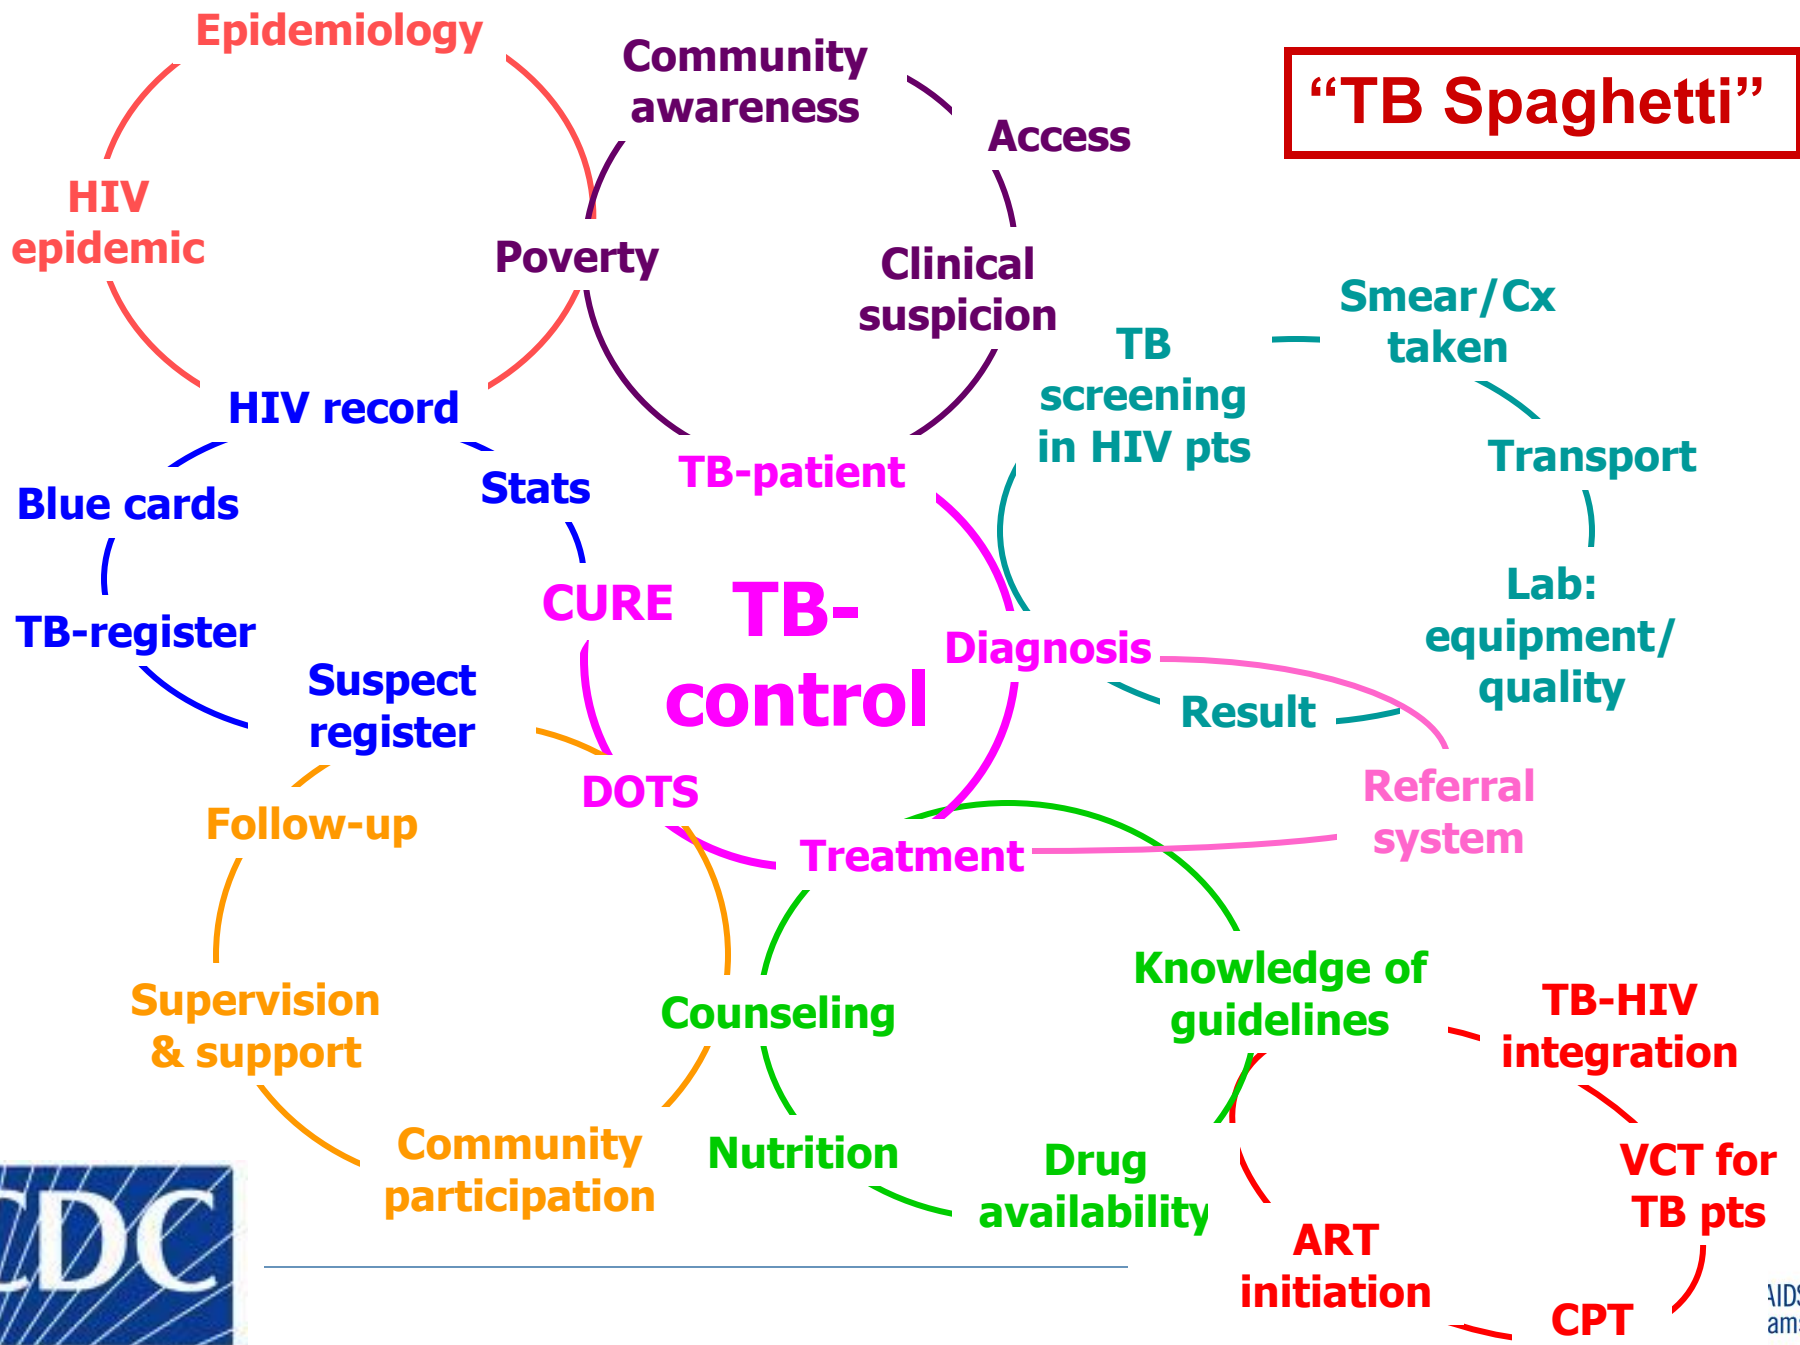 Epidemiology
Community
awareness
“TB Spaghetti”
Access
HIV
epidemic
Poverty
Clinical
suspicion
Smear/Cx
taken
TB
screening
in HIV pts
HIV record
Stats
TB-patient
Transport
Blue cards
CURE
TB-
control
Lab:
equipment/
quality
TB-register
Diagnosis
Suspect
register
Result
DOTS
Referral
system
Follow-up
Treatment
Knowledge of
guidelines
Supervision
& support
Counseling
TB-HIV
integration
Community
participation
Nutrition
Drug
availability
VCT for
TB pts
ART
initiation
CPT
CDC